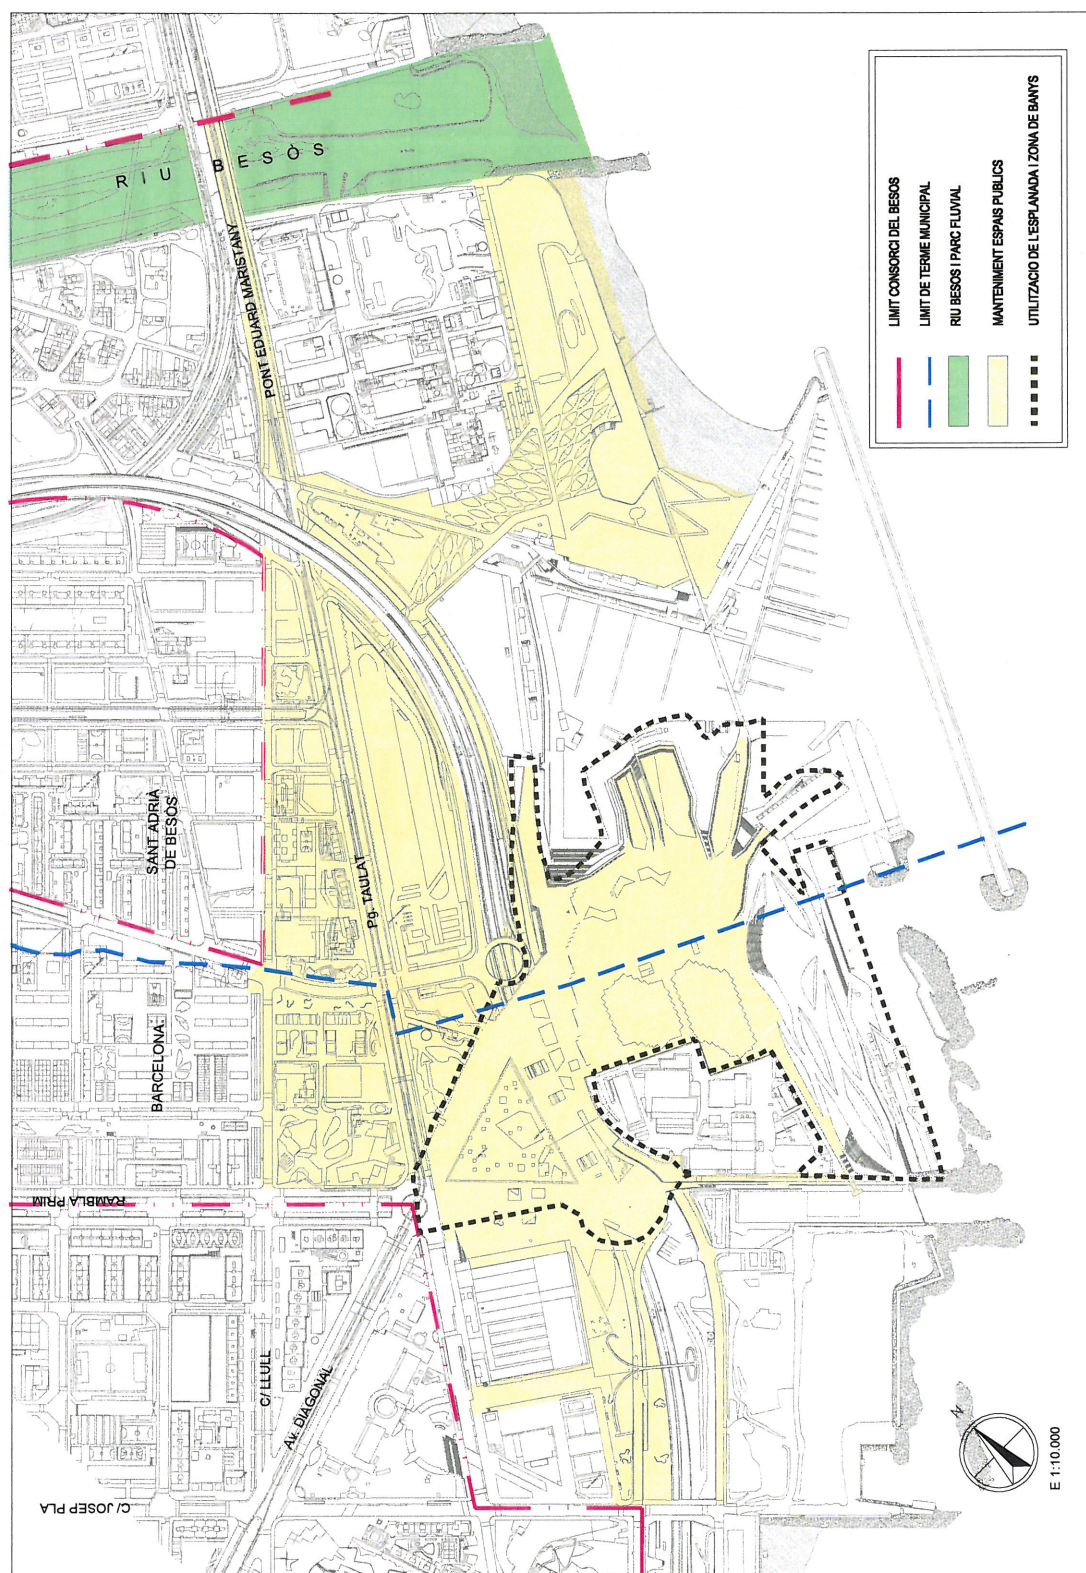 RIU BESÒS
PONT EDUARD MARISTANY
SANT ADRIÀ
DE BESÒS
Pg. TAULAT
BARCELONA
RAMBLA PRIM
C/ LLULL
Av. DIAGONAL
C/ JOSEP PLA
LIMIT CONSORCI DEL BESOS
LIMIT DE TERME MUNICIPAL
RIU BESOS I PARC FLUVIAL
MANTENIMENT ESPAIS PUBLICS
UTILITZACIO DE L'ESPLANADA I ZONA DE BANYS
N
E 1:10.000